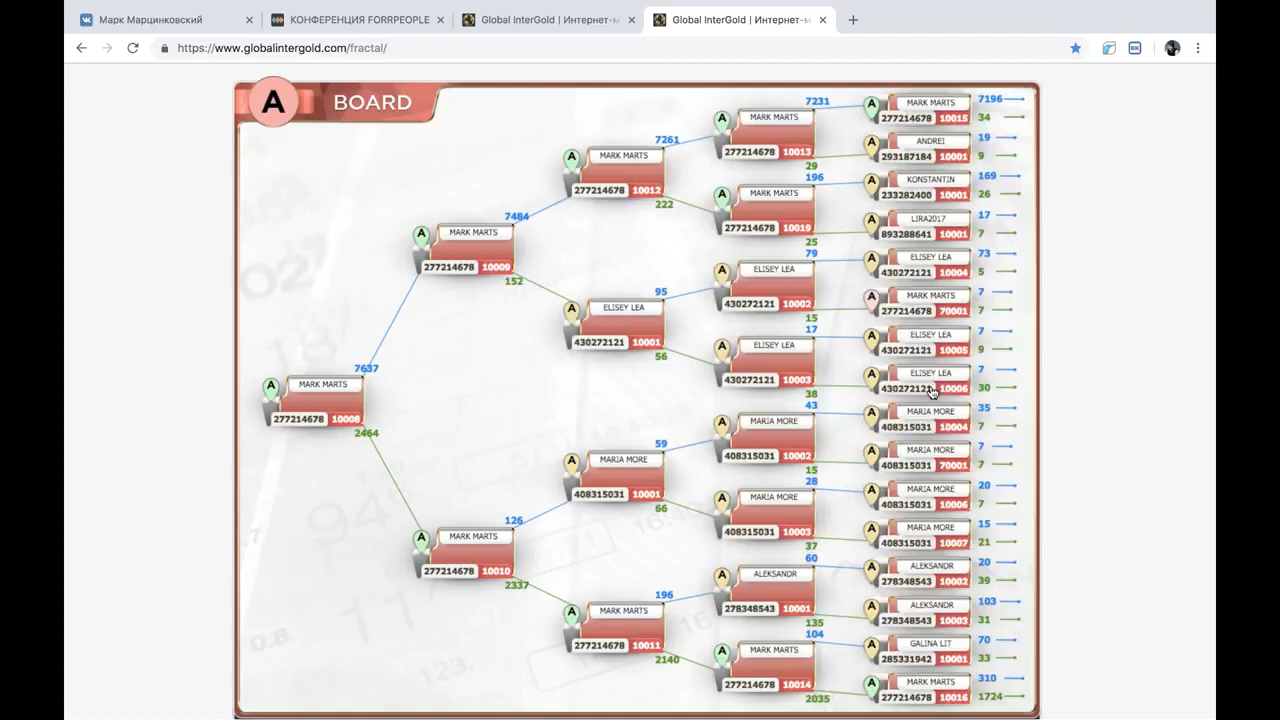 Марк Марцинковский
КОНФЕРЕНЦИЯ FORRPEOPLE
Global InterGold | Интернет-м
Global InterGold | Интернет-м
https://www.globalintergold.com/fractal/
A BOARD
MARK MARTS
277214678 10008
7637
2464
MARK MARTS
277214678 10009
7484
152
MARK MARTS
277214678 10010
126
2337
MARK MARTS
277214678 10012
7261
222
ELISEY LEA
430272121 10001
95
56
MARIA MORE
408315031 10001
59
66
MARK MARTS
277214678 10011
196
2140
MARK MARTS
277214678 10013
7231
29
MARK MARTS
277214678 10019
196
25
ELISEY LEA
430272121 10002
79
15
ELISEY LEA
430272121 10003
17
38
MARIA MORE
408315031 10002
43
15
MARIA MORE
408315031 10003
28
37
ALEKSANDR
278348543 10001
60
135
MARK MARTS
277214678 10014
104
2035
MARK MARTS 7196
277214678 10015 34
ANDREI 19
293187184 10001 9
KONSTANTIN 169
233282400 10001 26
LIRA2017 17
893288641 10001 7
ELISEY LEA 73
430272121 10004 5
MARK MARTS 7
277214678 70001 7
ELISEY LEA 7
430272121 10005 9
ELISEY LEA 7
430272121 10006 30
MARIA MORE 35
408315031 10004 7
MARIA MORE 7
408315031 70001 7
MARIA MORE 20
408315031 10006 7
MARIA MORE 15
408315031 10007 21
ALEKSANDR 20
278348543 10002 39
ALEKSANDR 103
278348543 10003 31
GALINA LIT 70
285331942 10001 33
MARK MARTS 310
277214678 10016 1724